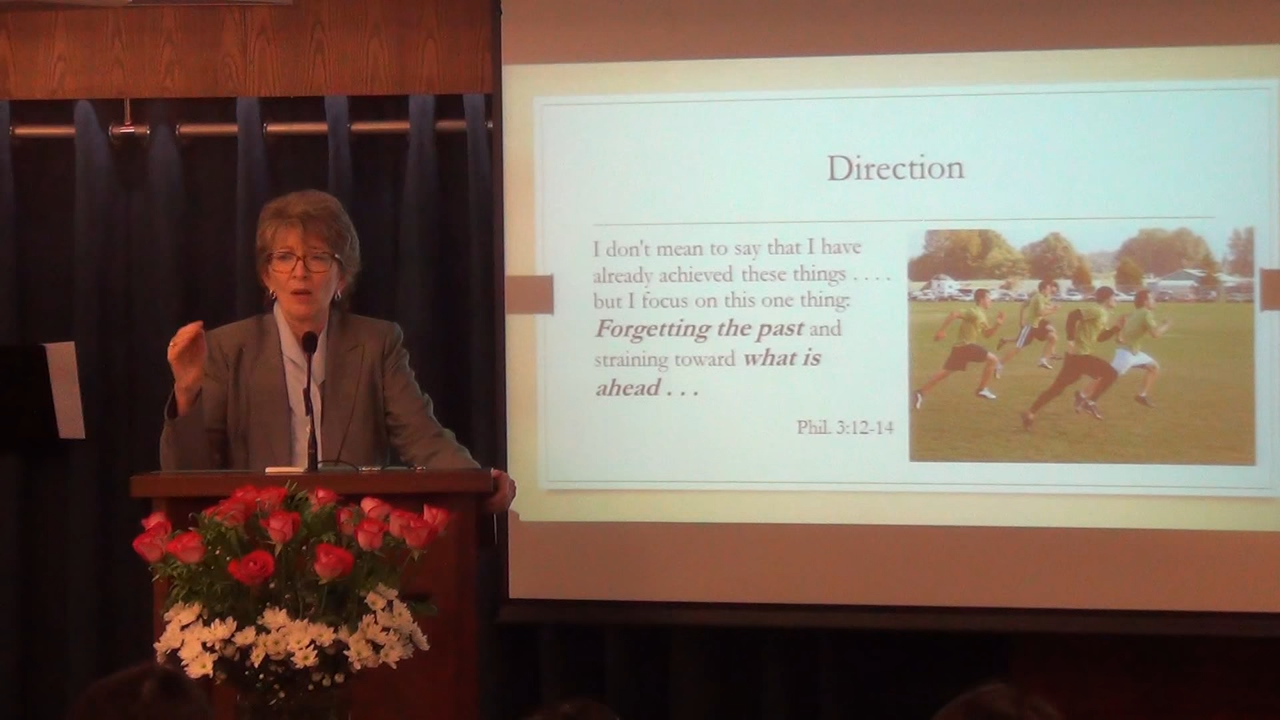 Direction
I don't mean to say that I have
already achieved these things . . . .
but I focus on this one thing:
Forgetting the past and
straining toward what is
ahead . . .
Phil. 3:12-14